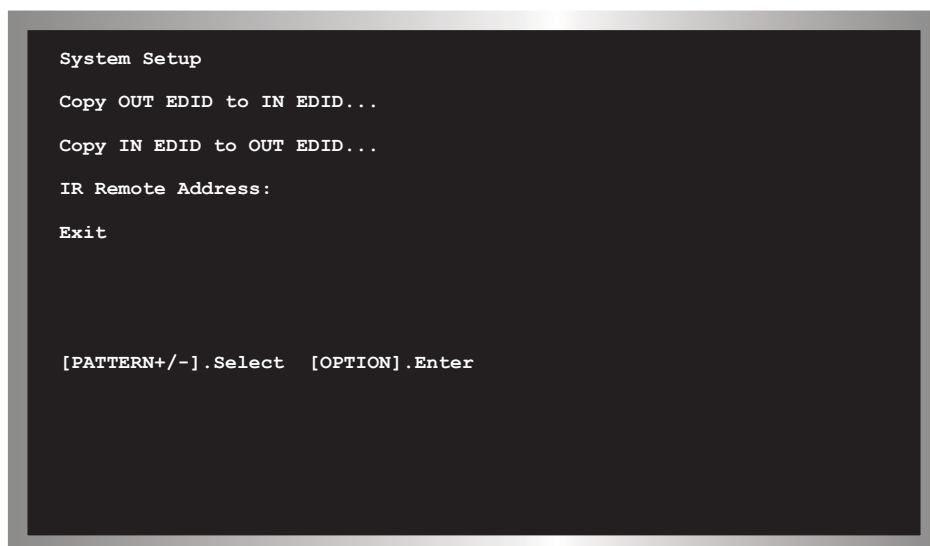 System Setup
Copy OUT EDID to IN EDID...
Copy IN EDID to OUT EDID...
IR Remote Address:
Exit
[PATTERN+/-].Select [OPTION].Enter